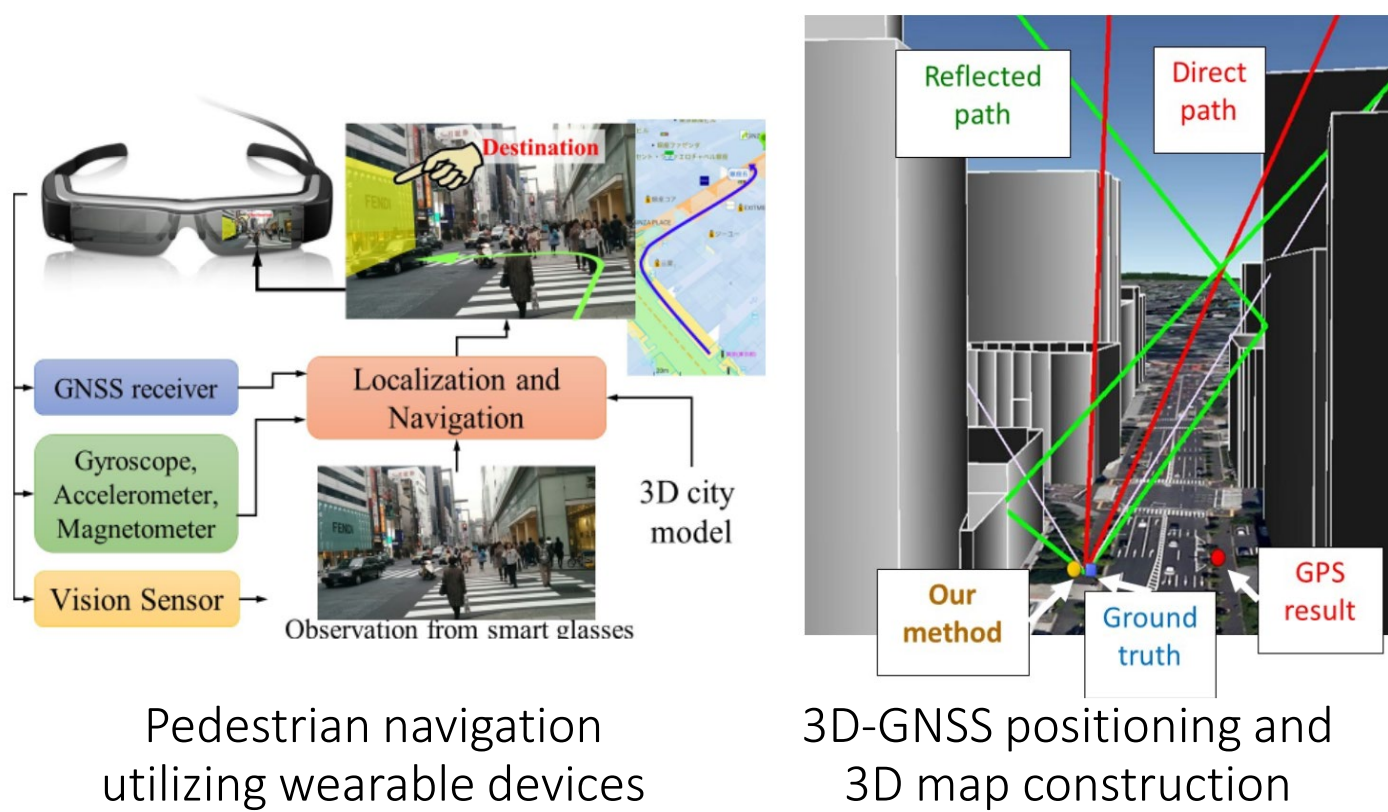 Destination
FENDI
GNSS receiver
Localization and
Navigation
Gyroscope,
Accelerometer,
Magnetometer
3D city
model
FENDI
Vision Sensor
Observation from smart glasses
Pedestrian navigation
utilizing wearable devices
Reflected
path
Direct
path
Our
method
Ground
truth
GPS
result
3D-GNSS positioning and
3D map construction